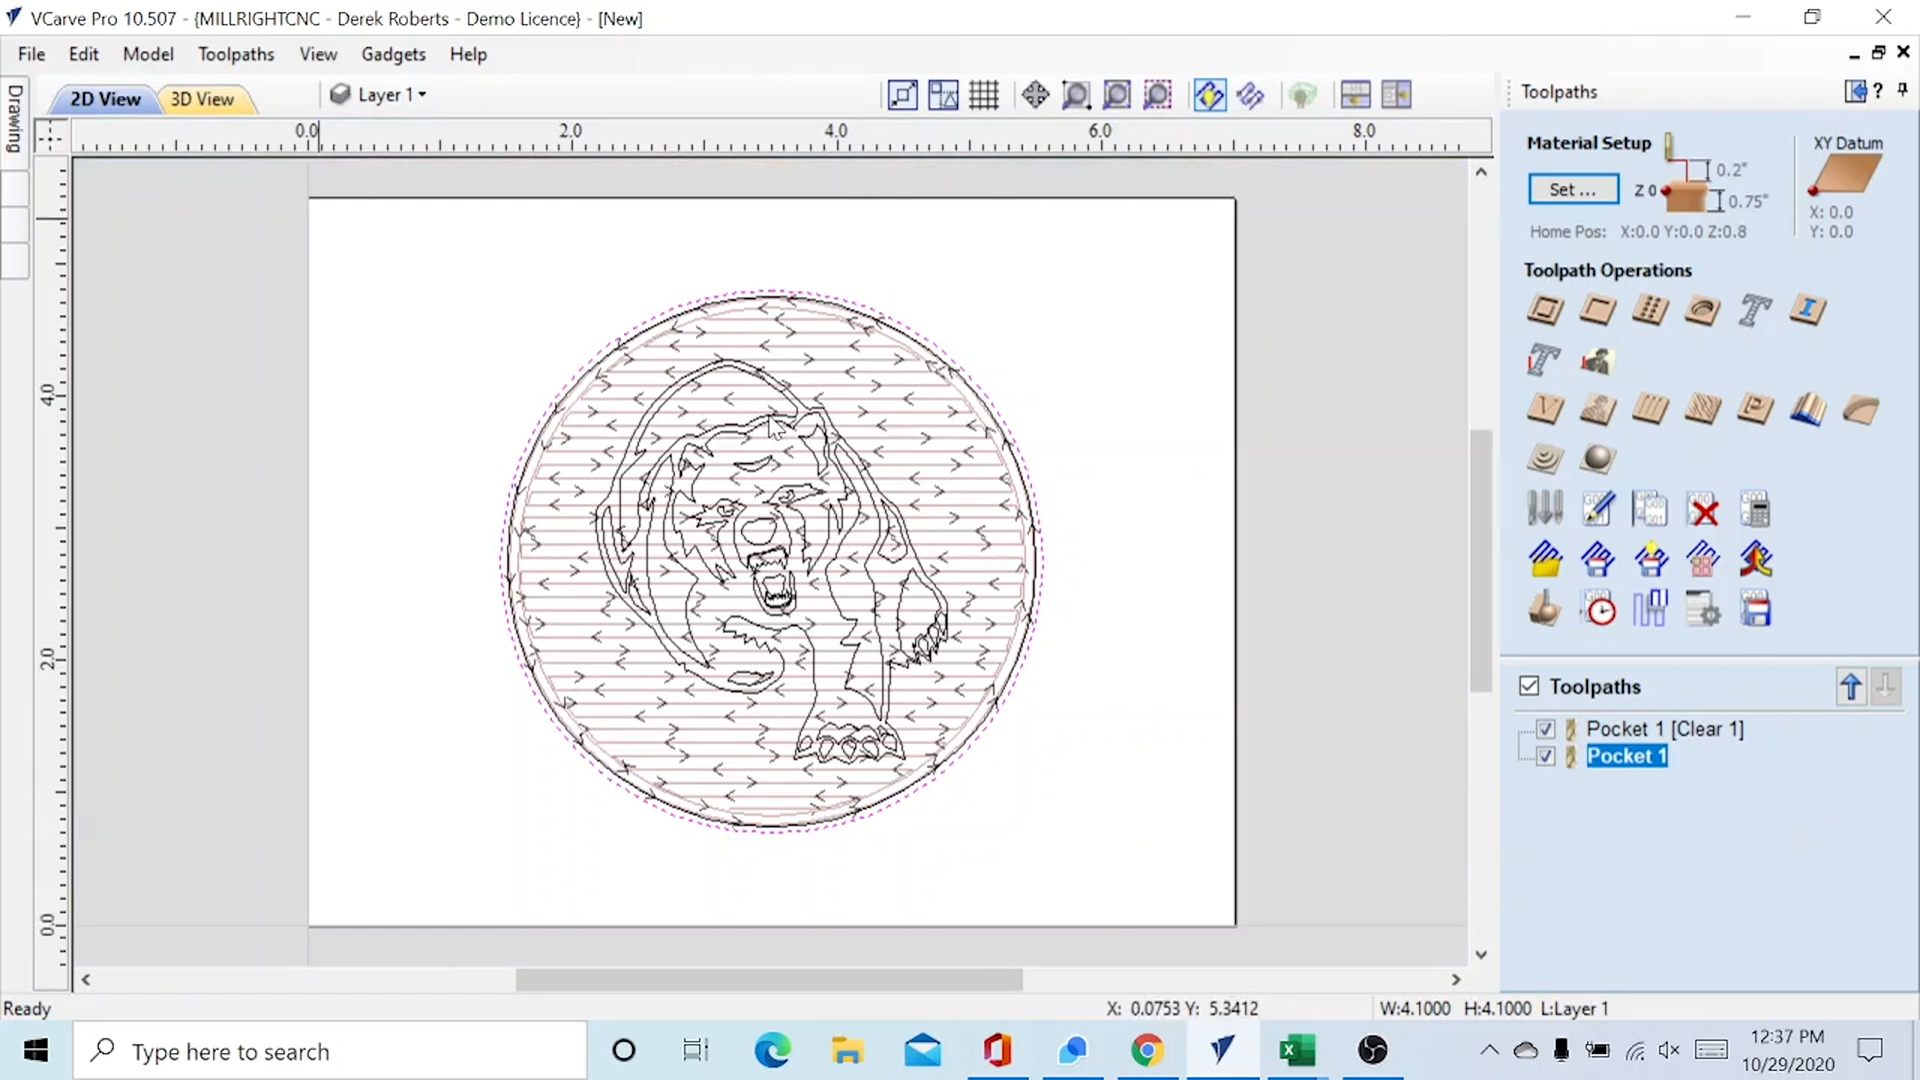 VCarve Pro 10.507 - {MILLRIGHTCNC - Derek Roberts - Demo Licence} - [New]
File Edit Model Toolpaths View Gadgets Help
Drawing
2D View 3D View Layer 1
0.0 2.0 4.0 6.0 8.0
4.0
2.0
0.0
Toolpaths
Material Setup
Set ...
Z 0
0.2"
0.75"
XY Datum
X: 0.0
Y: 0.0
Home Pos: X:0.0 Y:0.0 Z:0.8
Toolpath Operations
Toolpaths
Pocket 1 [Clear 1]
Pocket 1
Ready
X: 0.0753 Y: 5.3412
W:4.1000 H:4.1000 L:Layer 1
Type here to search
12:37 PM
10/29/2020